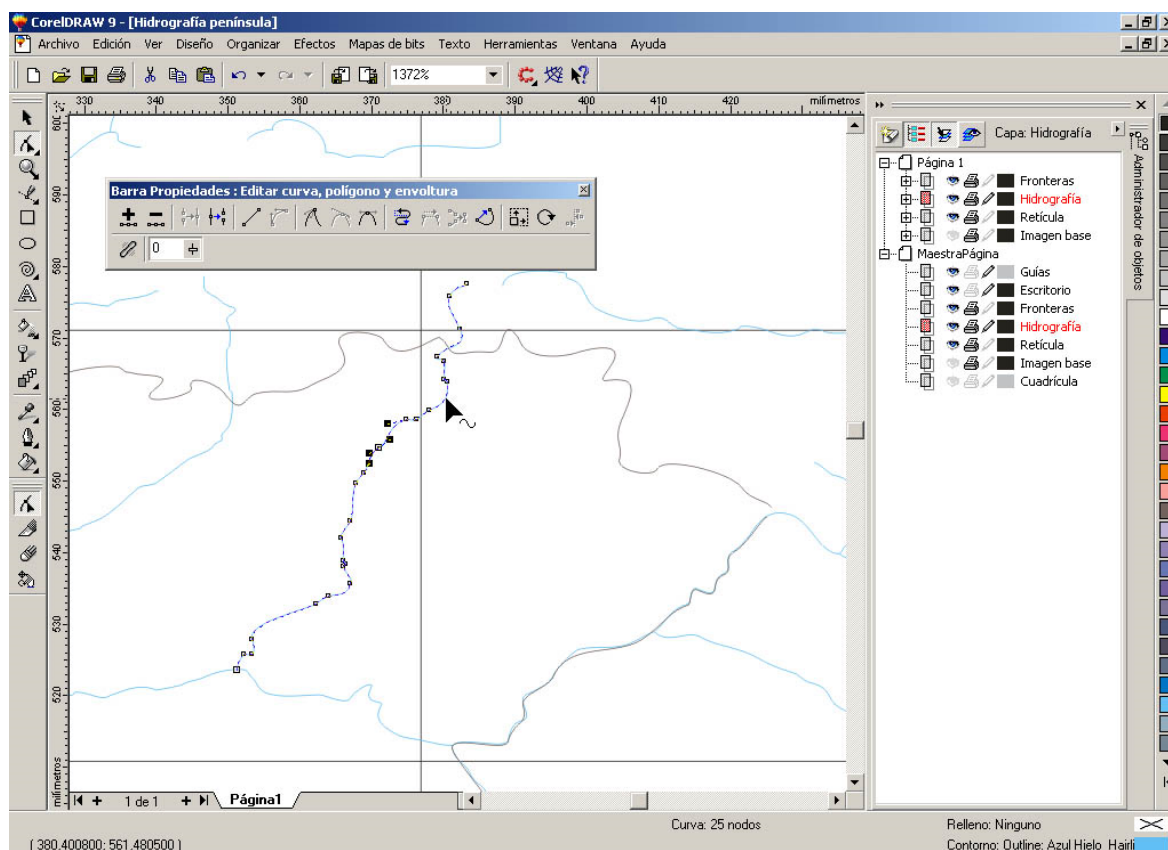 CorelDRAW 9 - [Hidrografía península]
Archivo Edición Ver Diseño Organizar Efectos Mapas de bits Texto Herramientas Ventana Ayuda
1372%
330 340 350 360 370 380 390 400 410 420 milímetros
600
590
580
570
560
550
540
530
520
milímetros
Barra Propiedades : Editar curva, polígono y envoltura
0
Capa: Hidrografía
Página 1
Fronteras
Hidrografía
Retícula
Imagen base
MaestraPágina
Guías
Escritorio
Fronteras
Hidrografía
Retícula
Imagen base
Cuadrícula
Administrador de objetos
1 de 1 Página1
Curva: 25 nodos
Relleno: Ninguno
( 380,400800; 561,480500 )
Contorno: Outline: Azul Hielo Hairli